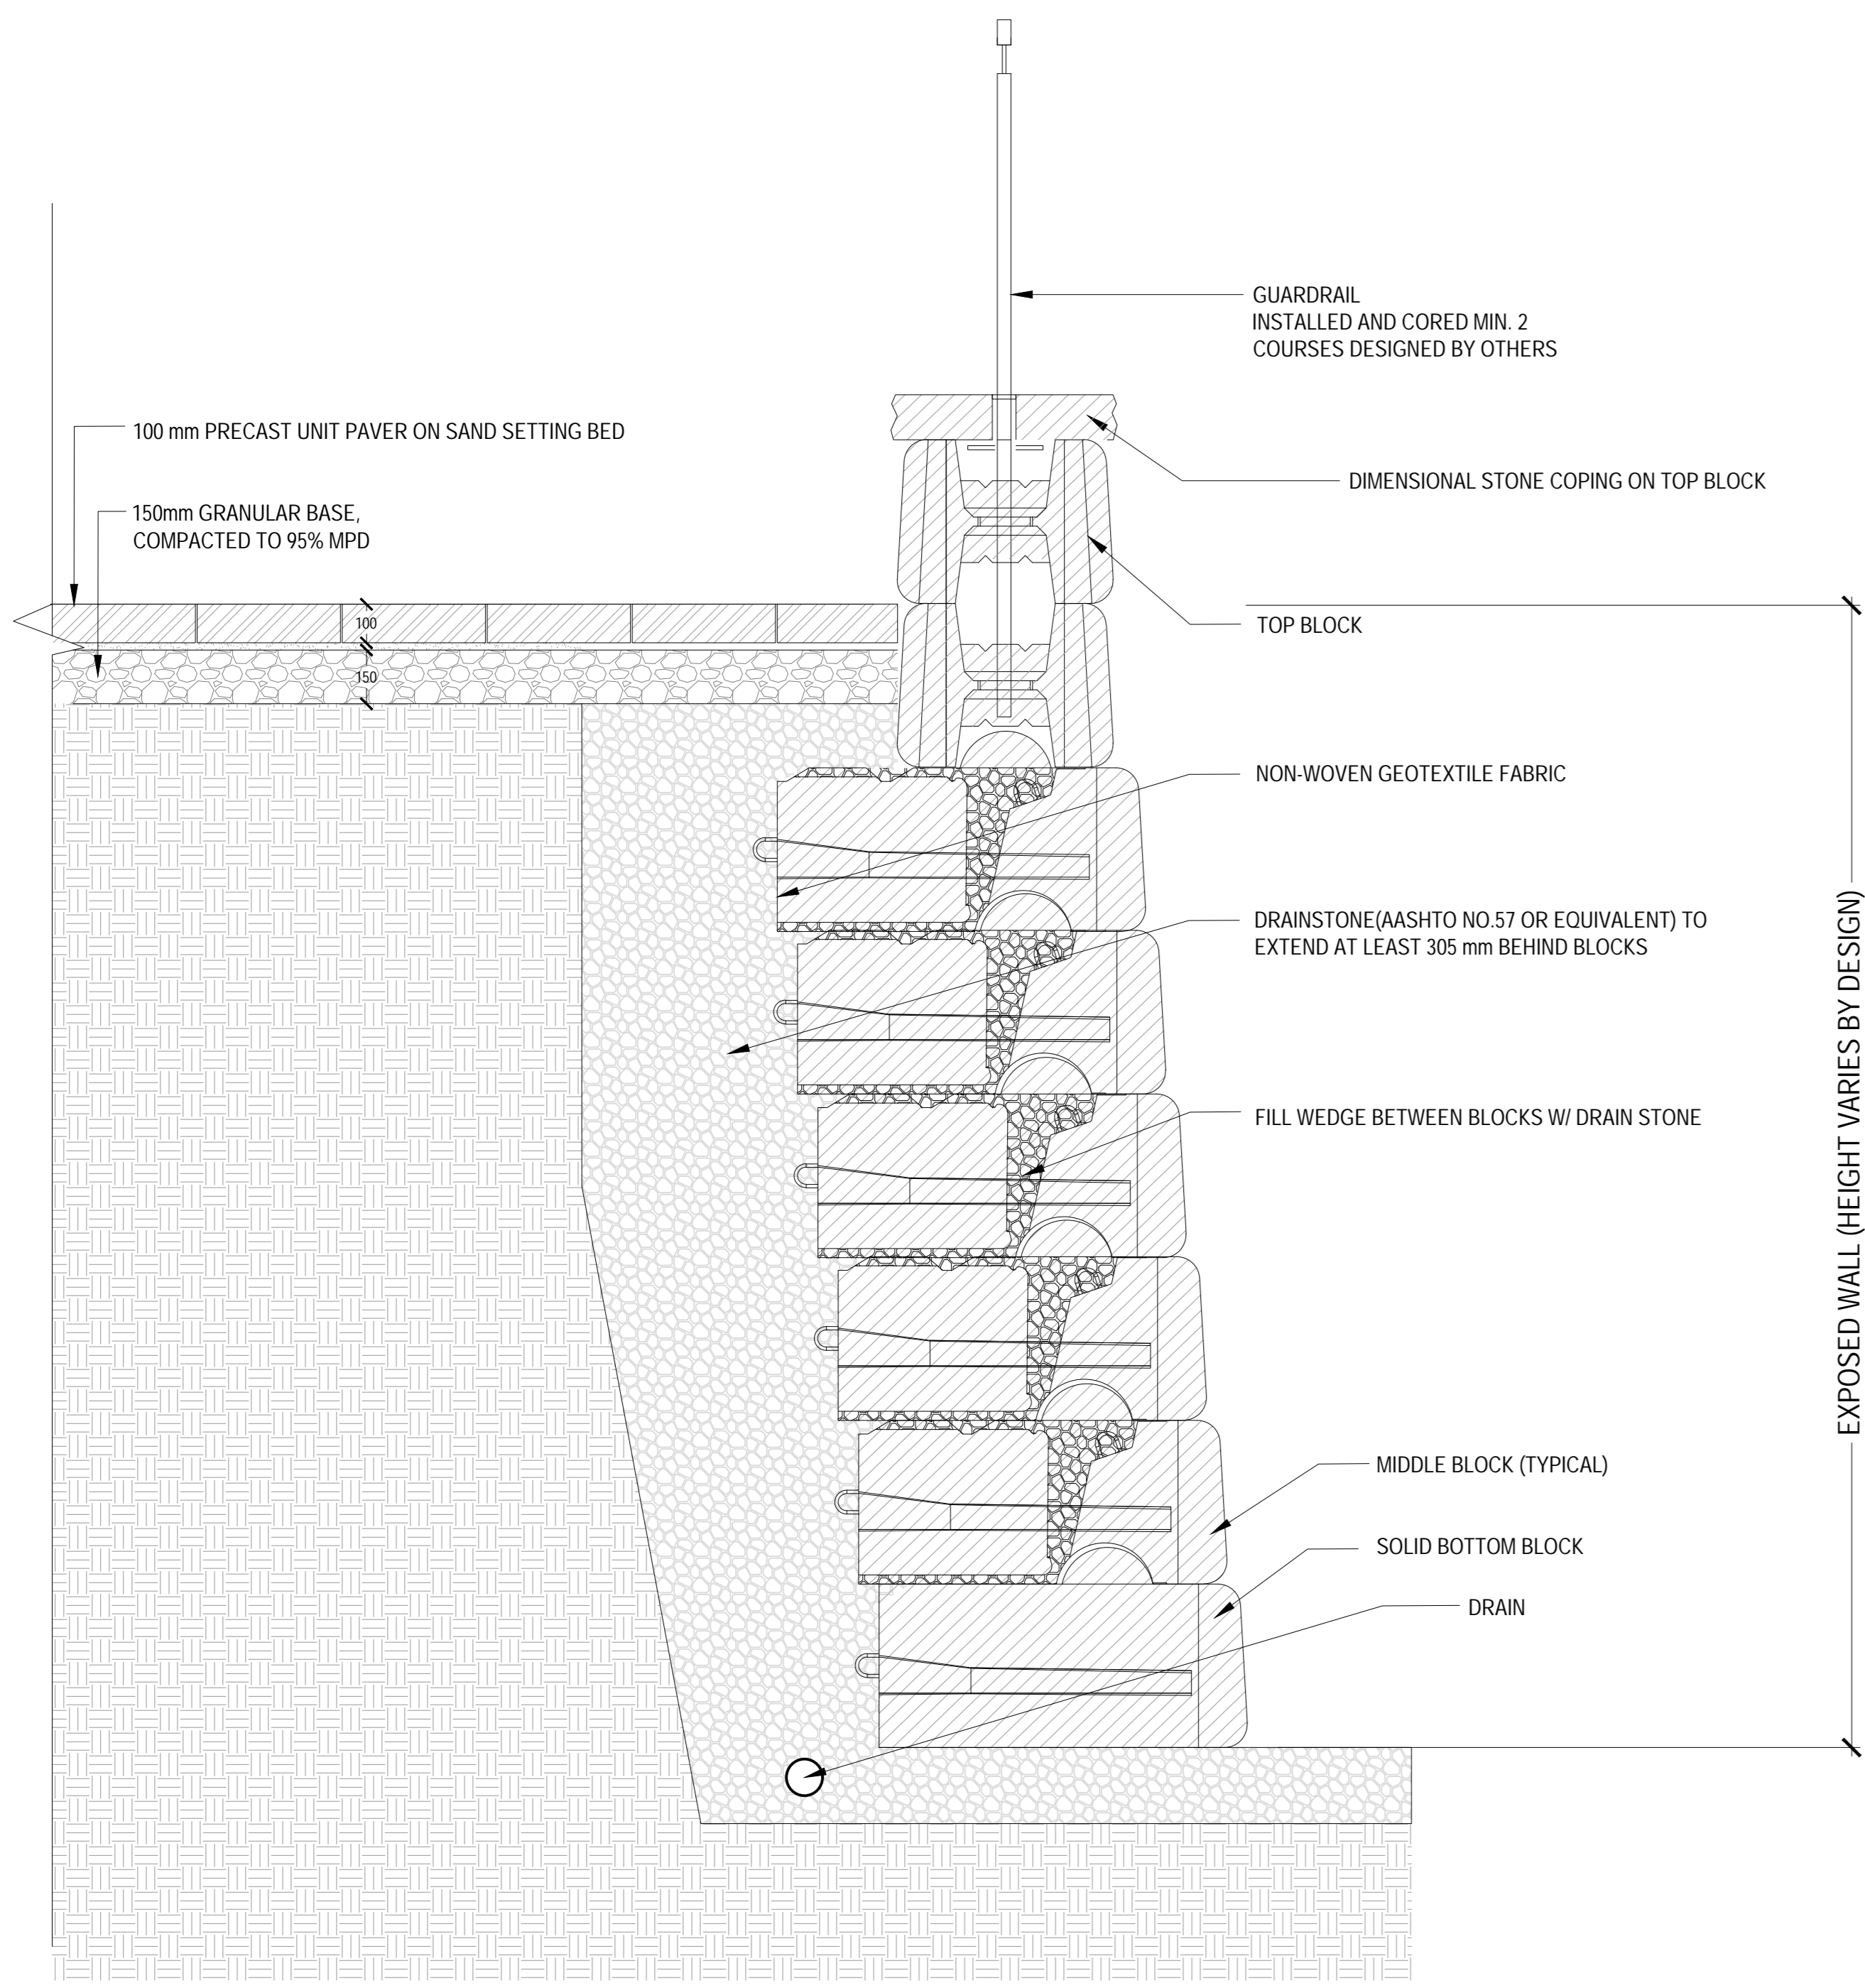 GUARDRAIL
INSTALLED AND CORED MIN. 2
COURSES DESIGNED BY OTHERS
100 mm PRECAST UNIT PAVER ON SAND SETTING BED
DIMENSIONAL STONE COPING ON TOP BLOCK
150mm GRANULAR BASE,
COMPACTED TO 95% MPD
100
TOP BLOCK
150
NON-WOVEN GEOTEXTILE FABRIC
DRAINSTONE(AASHTO NO.57 OR EQUIVALENT) TO
EXTEND AT LEAST 305 mm BEHIND BLOCKS
FILL WEDGE BETWEEN BLOCKS W/ DRAIN STONE
EXPOSED WALL (HEIGHT VARIES BY DESIGN)
MIDDLE BLOCK (TYPICAL)
SOLID BOTTOM BLOCK
DRAIN